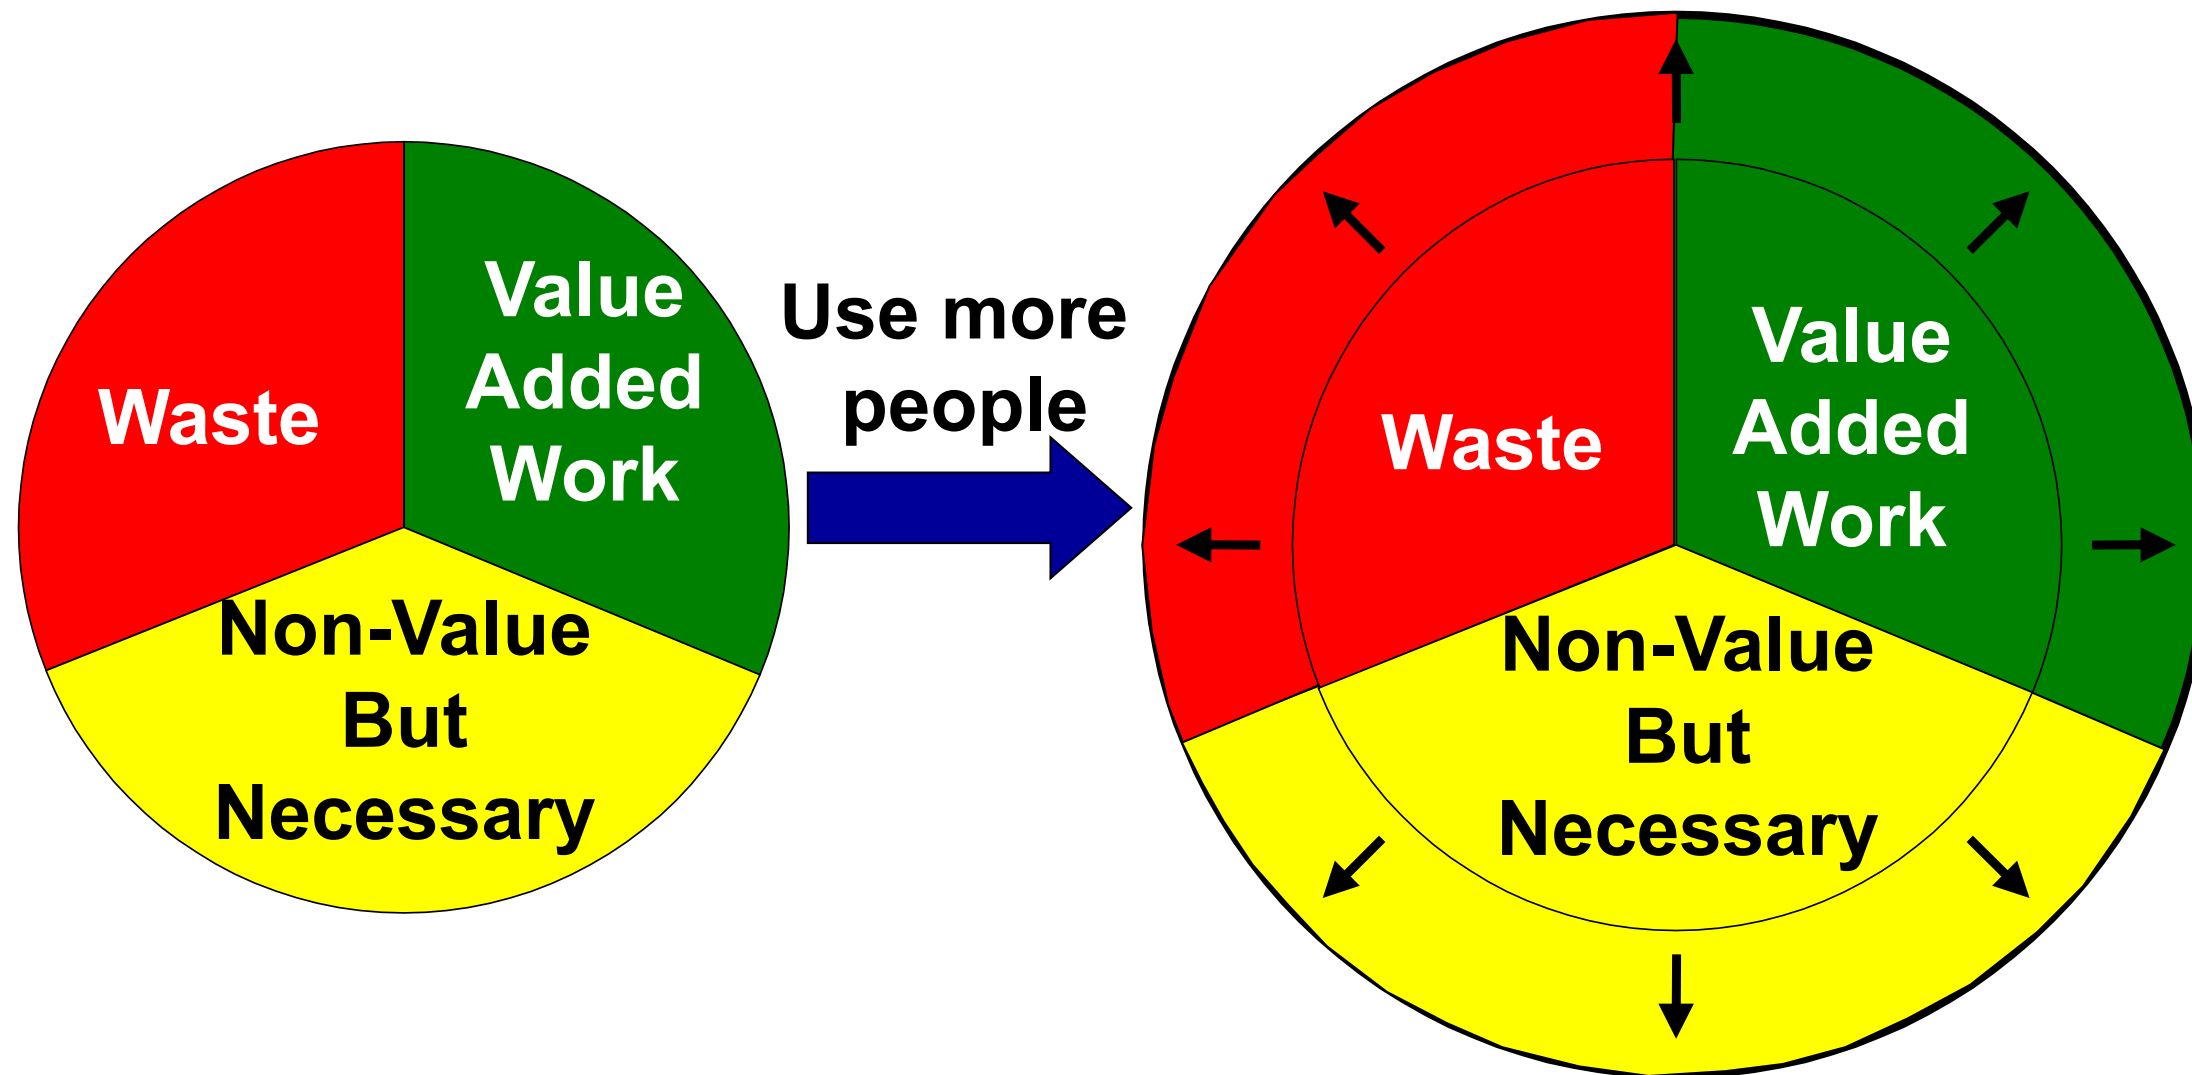 Waste
Value
Added
Work
Non-Value
But
Necessary
Use more
people
Waste
Value
Added
Work
Non-Value
But
Necessary